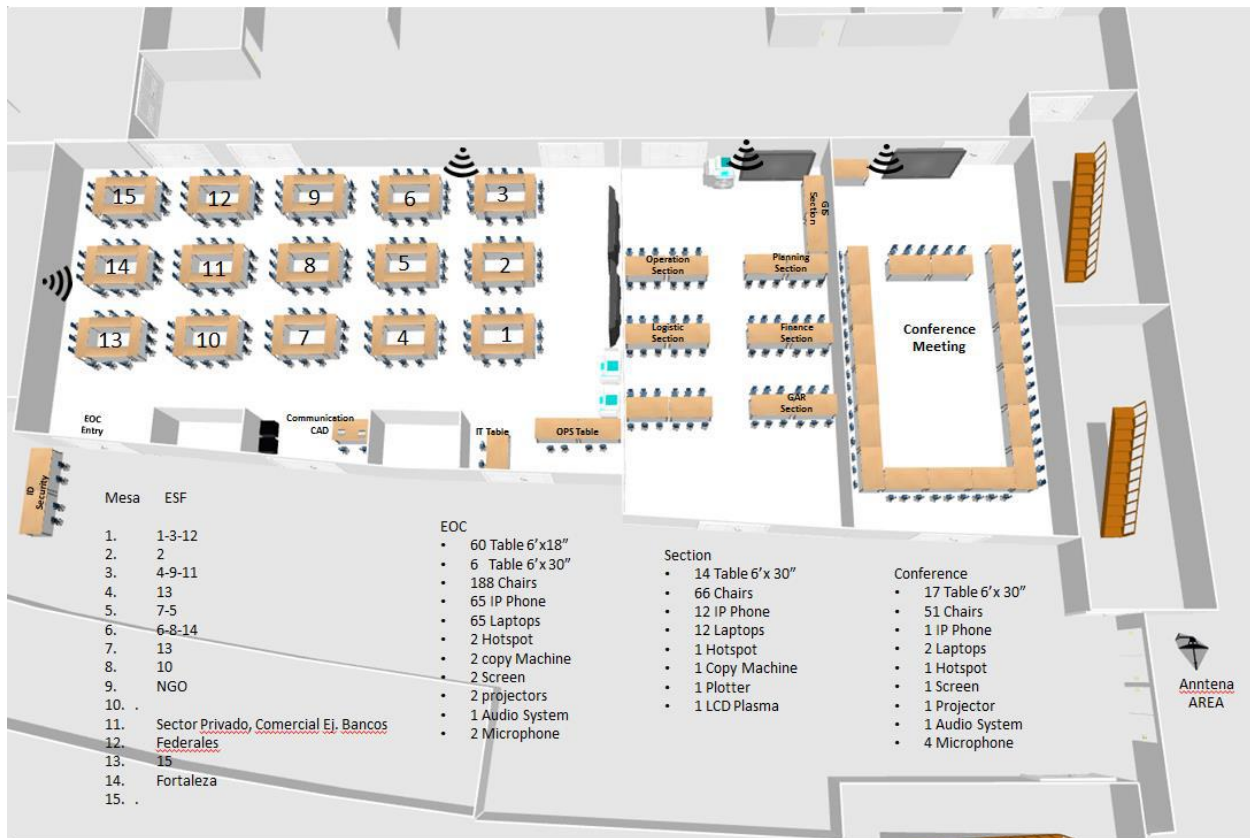 15
12
9
6
3
14
11
8
5
2
13
10
7
4
1
GIS
Section
Operation
Section
Planning
Section
Logistic
Section
Finance
Section
GAR
Section
Conference
Meeting
EOC
Entry
Communication
CAD
IT Table
OPS Table
ID
Security
Mesa ESF
1. 1-3-12
2. 2
3. 4-9-11
4. 13
5. 7-5
6. 6-8-14
7. 13
8. 10
9. NGO
10. .
11. Sector Privado, Comercial Ej. Bancos
12. Federales
13. 15
14. Fortaleza
15. .
EOC
• 60 Table 6’x18”
• 6 Table 6’x30”
• 188 Chairs
• 65 IP Phone
• 65 Laptops
• 2 Hotspot
• 2 copy Machine
• 2 Screen
• 2 projectors
• 1 Audio System
• 2 Microphone
Section
• 14 Table 6’x 30”
• 66 Chairs
• 12 IP Phone
• 12 Laptops
• 1 Hotspot
• 1 Copy Machine
• 1 Plotter
• 1 LCD Plasma
Conference
• 17 Table 6’x 30”
• 51 Chairs
• 1 IP Phone
• 2 Laptops
• 1 Hotspot
• 1 Screen
• 1 Projector
• 1 Audio System
• 4 Microphone
Anntena
AREA